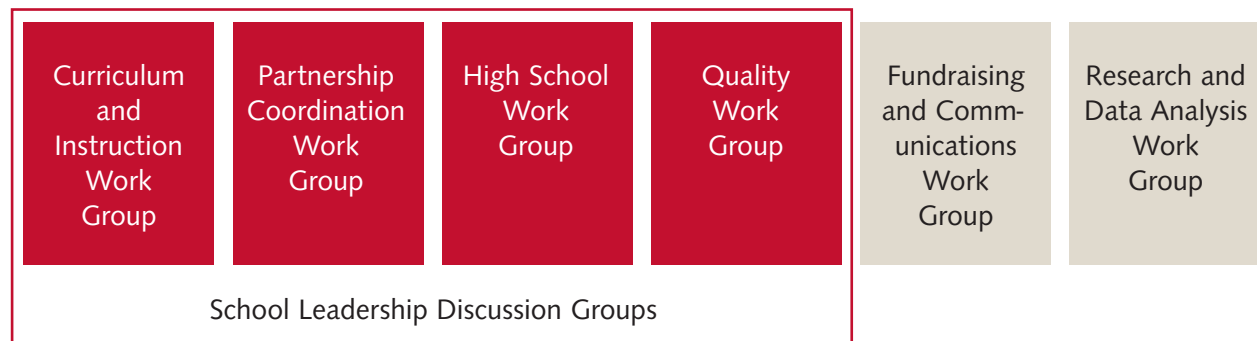 Curriculum
and
Instruction
Work
Group
Partnership
Coordination
Work
Group
High School
Work
Group
Quality
Work
Group
Fundraising
and Comm-
unications
Work
Group
Research and
Data Analysis
Work
Group
School Leadership Discussion Groups